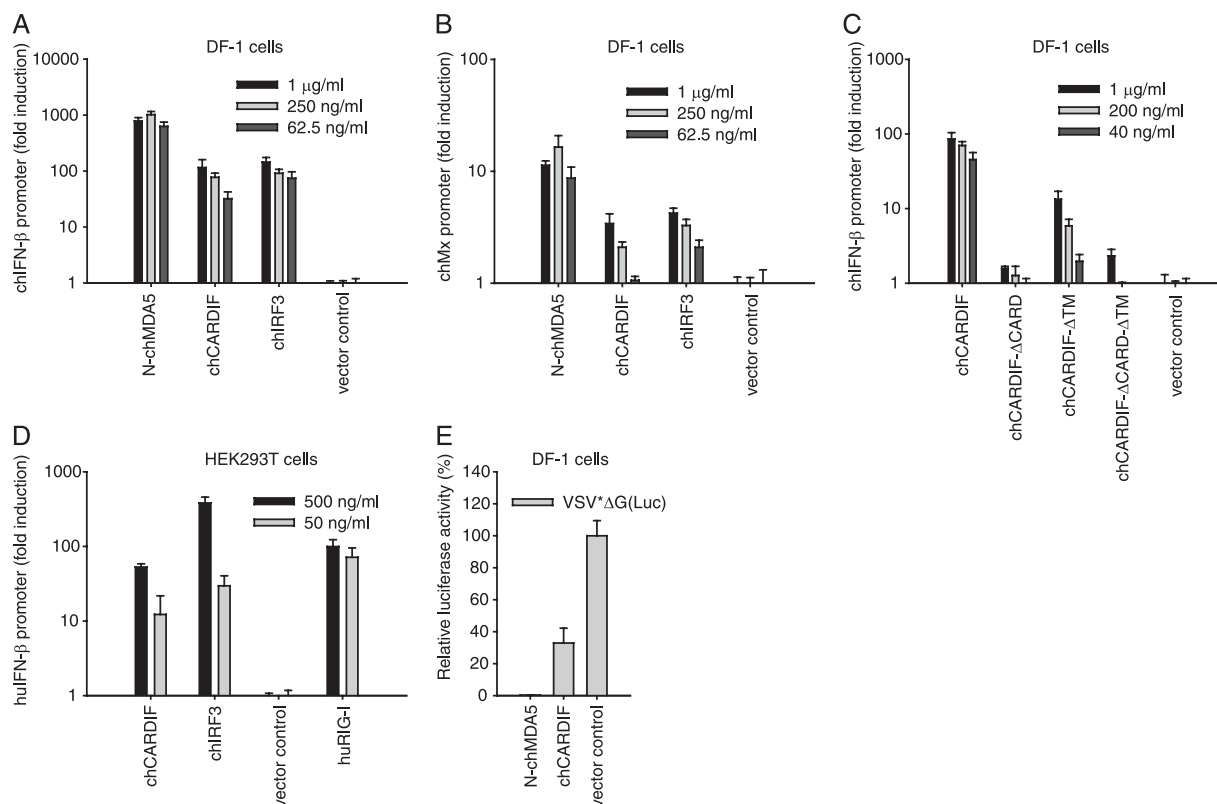 A
DF-1 cells
chIFN-β promoter (fold induction)
10000
1000
100
10
1
1 μg/ml
250 ng/ml
62.5 ng/ml
N-chMDA5
chCARDIF
chIRF3
vector control
B
DF-1 cells
chMx promoter (fold induction)
100
10
1
1 μg/ml
250 ng/ml
62.5 ng/ml
N-chMDA5
chCARDIF
chIRF3
vector control
C
DF-1 cells
chIFN-β promoter (fold induction)
1000
100
10
1
1 μg/ml
200 ng/ml
40 ng/ml
chCARDIF
chCARDIF-ΔCARD
chCARDIF-ΔTM
chCARDIF-ΔCARD-ΔTM
vector control
D
HEK293T cells
huIFN-β promoter (fold induction)
1000
100
10
1
500 ng/ml
50 ng/ml
chCARDIF
chIRF3
vector control
huRIG-I
E
DF-1 cells
Relative luciferase activity (%)
140
120
100
80
60
40
20
0
VSV*ΔG(Luc)
N-chMDA5
chCARDIF
vector control